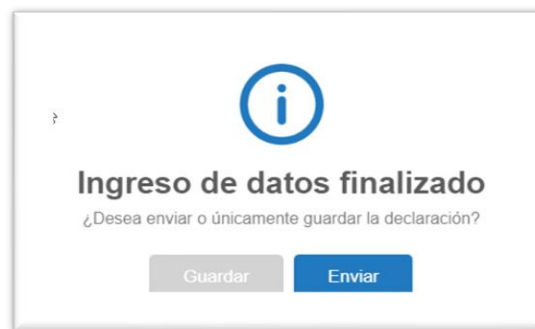 Ingreso de datos finalizado
¿Desea enviar o únicamente guardar la declaración?
Guardar Enviar